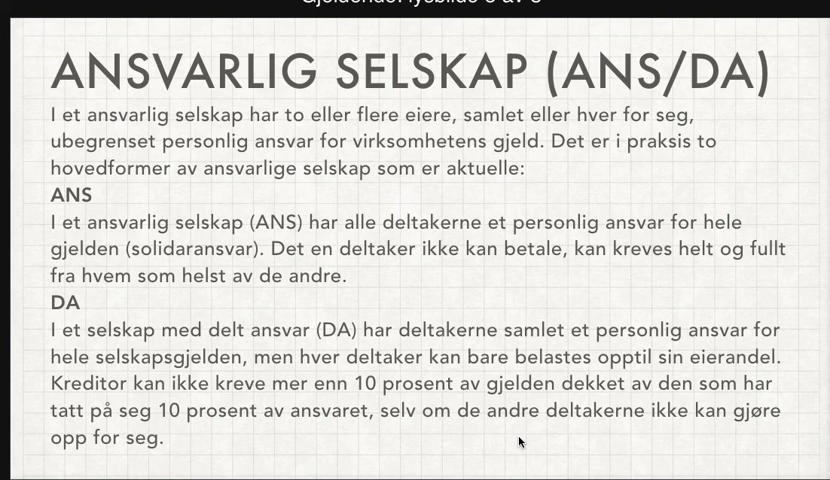 ANSVARLIG SELSKAP (ANS/DA)
I et ansvarlig selskap har to eller flere eiere, samlet eller hver for seg,
ubegrenset personlig ansvar for virksomhetens gjeld. Det er i praksis to
hovedformer av ansvarlige selskap som er aktuelle:
ANS
I et ansvarlig selskap (ANS) har alle deltakerne et personlig ansvar for hele
gjelden (solidaransvar). Det en deltaker ikke kan betale, kan kreves helt og fullt
fra hvem som helst av de andre.
DA
I et selskap med delt ansvar (DA) har deltakerne samlet et personlig ansvar for
hele selskapsgjelden, men hver deltaker kan bare belastes opptil sin eierandel.
Kreditor kan ikke kreve mer enn 10 prosent av gjelden dekket av den som har
tatt på seg 10 prosent av ansvaret, selv om de andre deltakerne ikke kan gjøre
opp for seg.